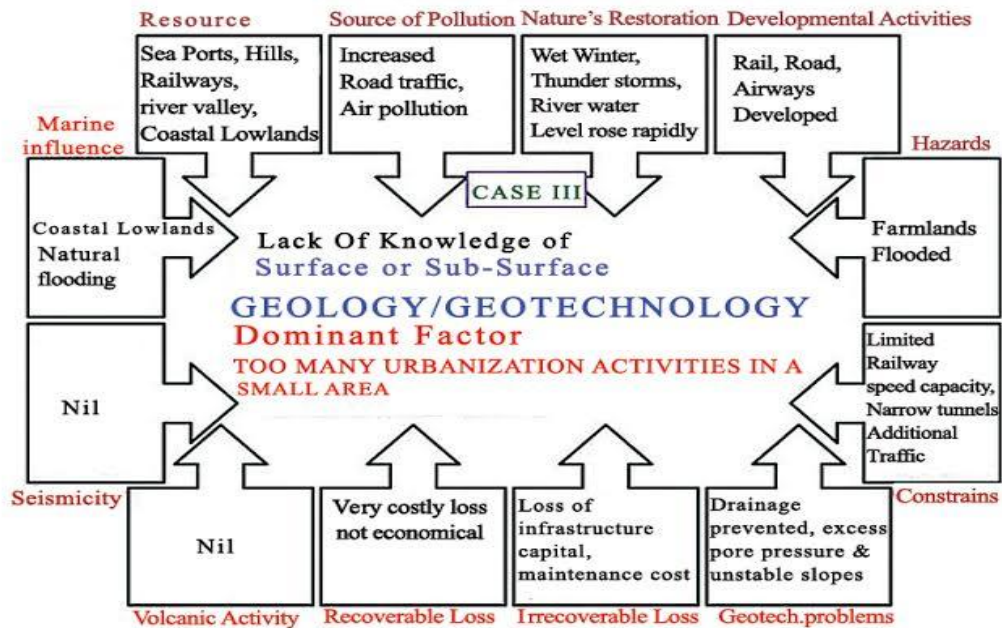 Resource
Sea Ports, Hills,
Railways,
river valley,
Coastal Lowlands
Source of Pollution
Increased
Road traffic,
Air pollution
Nature's Restoration
Wet Winter,
Thunder storms,
River water
Level rose rapidly
Developmental Activities
Rail, Road,
Airways
Developed
Marine
influence
Coastal Lowlands
Natural
flooding
CASE III
Hazards
Farmlands
Flooded
Lack Of Knowledge of
Surface or Sub-Surface
GEOLOGY/GEOTECHNOLOGY
Dominant Factor
TOO MANY URBANIZATION ACTIVITIES IN A
SMALL AREA
Nil
Seismicity
Limited
Railway
speed capacity,
Narrow tunnels
Additional
Traffic
Constrains
Nil
Volcanic Activity
Very costly loss
not economical
Recoverable Loss
Loss of
infrastructure
capital,
maintenance cost
Irrecoverable Loss
Drainage
prevented, excess
pore pressure &
unstable slopes
Geotech.problems